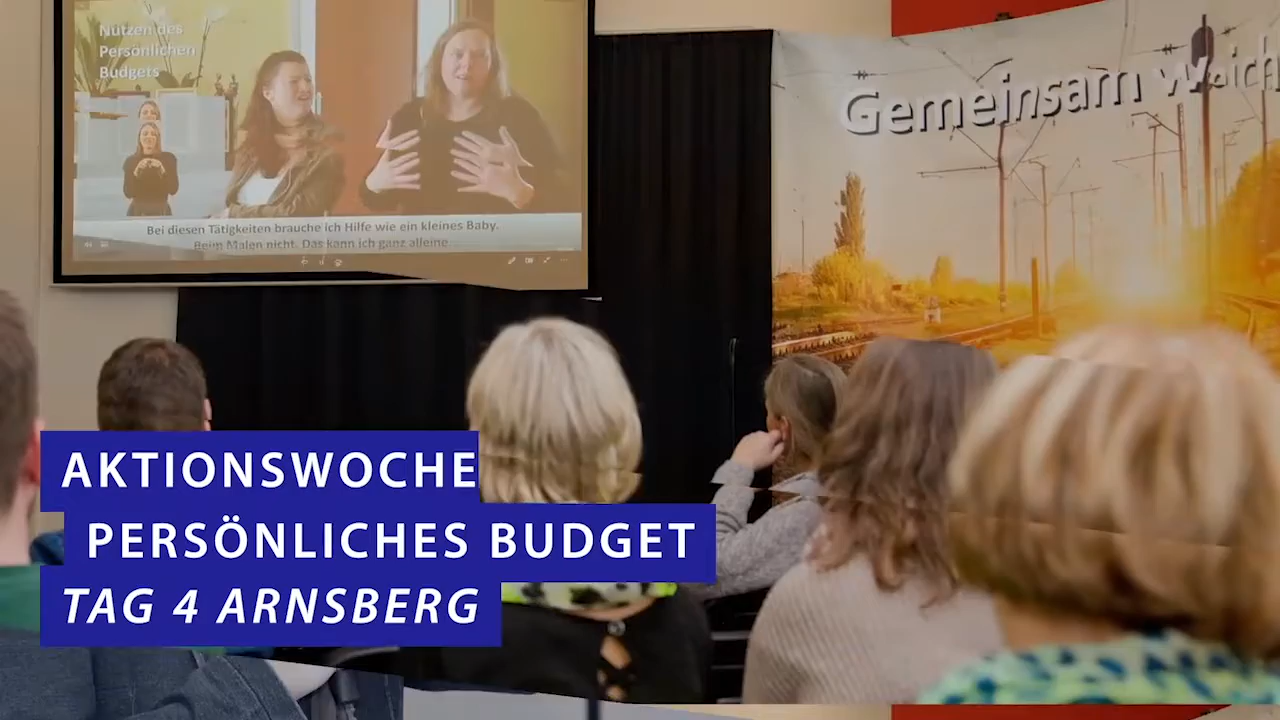 Nutzen des
Persönlichen
Budgets
Bei diesen Tätigkeiten brauche ich Hilfe wie ein kleines Baby.
Beim Malen nicht. Das kann ich ganz alleine.
Gemeinsam
AKTIONSWOCHE
PERSÖNLICHES BUDGET
TAG 4 ARNSBERG